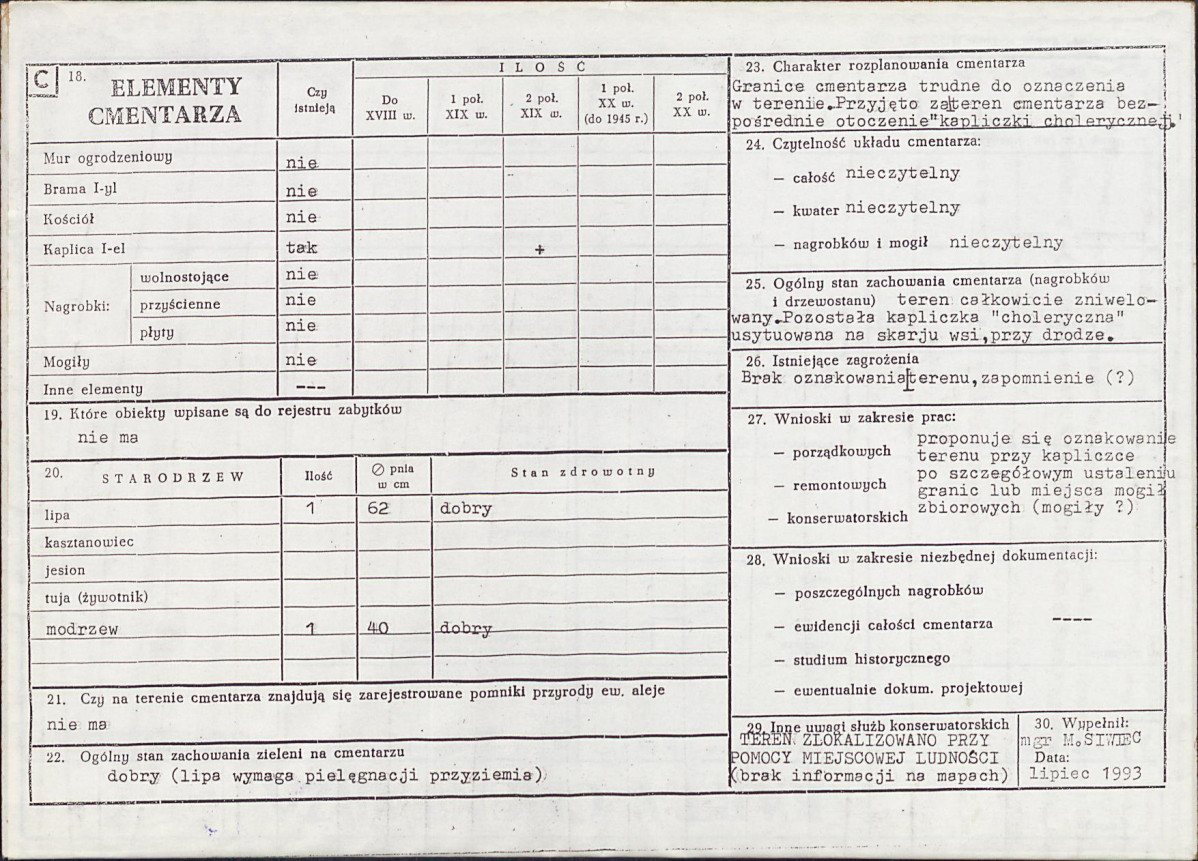 C 18. ELEMENTY CMENTARZA
Czy istnieją
I L O Ś Ć
Do XVIII w.
1 poł. XIX w.
2 poł. XIX w.
1 poł. XX w. (do 1945 r.)
2 poł. XX w.
Mur ogrodzeniowy nie
Brama I-yl nie
Kościół nie
Kaplica I-el tak +
Nagrobki:
wolnostojące nie
przyścienne nie
płyty nie
Mogiły nie
Inne elementy ---
19. Które obiekty wpisane są do rejestru zabytków
nie ma
20. S T A R O D R Z E W Ilość ∅ pnia w cm Stan zdrowotny
lipa 1 62 dobry
kasztanowiec
jesion
tuja (żywotnik)
modrzew 1 40 dobry
21. Czy na terenie cmentarza znajdują się zarejestrowane pomniki przyrody ew. aleje
nie ma
22. Ogólny stan zachowania zieleni na cmentarzu
dobry (lipa wymaga pielęgnacji przyziemia)
23. Charakter rozplanowania cmentarza
Granice cmentarza trudne do oznaczenia
w terenie.Przyjęto za teren cmentarza bez-
pośrednie otoczenie"kapliczki cholerycznej."
24. Czytelność układu cmentarza:
— całość nieczytelny
— kwater nieczytelny
— nagrobków i mogił nieczytelny
25. Ogólny stan zachowania cmentarza (nagrobków
i drzewostanu) teren całkowicie zniwelo-
wany.Pozostała kapliczka "choleryczna"
usytuowana na skarju wsi,przy drodze.
26. Istniejące zagrożenia
Brak oznakowania terenu,zapomnienie (?)
27. Wnioski w zakresie prac:
— porządkowych
— remontowych
— konserwatorskich
proponuje się oznakowanie
terenu przy kapliczce
po szczegółowym ustaleniu
granic lub miejsca mogił
zbiorowych (mogiły ?)
28. Wnioski w zakresie niezbędnej dokumentacji:
— poszczególnych nagrobków
— ewidencji całości cmentarza ----
— studium historycznego
— ewentualnie dokum. projektowej
29. Inne uwagi służb konserwatorskich
TEREN ZLOKALIZOWANO PRZY
POMOCY MIEJSCOWEJ LUDNOŚCI
(brak informacji na mapach)
30. Wypełnił:
mgr M.SIWIEC
Data:
lipiec 1993